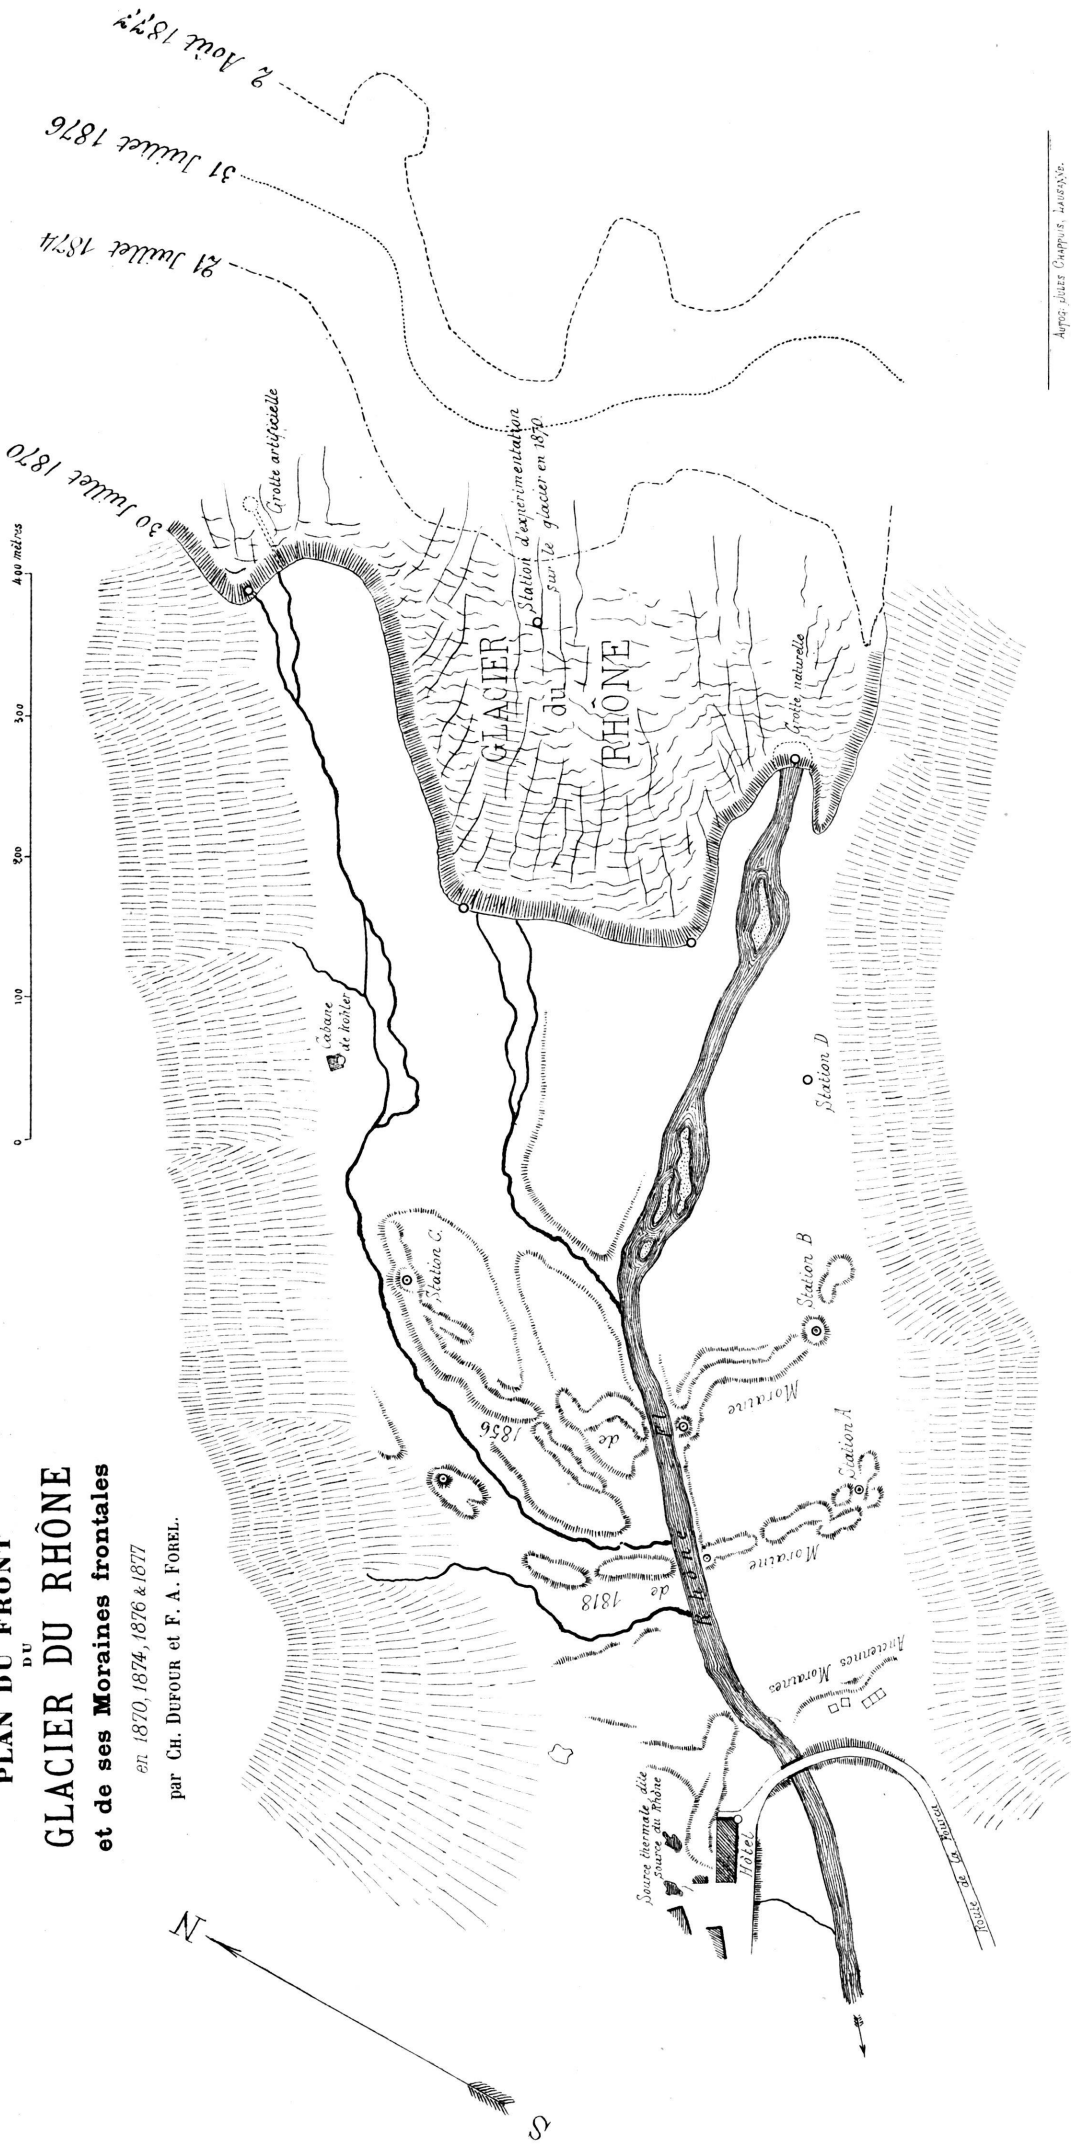 PLAN DU FRONT
DU
GLACIER DU RHÔNE
et de ses Moraines frontales
en 1870, 1874, 1876 & 1877
par CH. DUFOUR et F. A. FOREL.
0 100 200 300 400 mètres
30 Juillet 1870
21 Juillet 1874
31 Juillet 1876
2 Août 1877
Grotte artificielle
Cabane
de Kohler
GLACIER
du
RHÔNE
Station d'expérimentation
sur le glacier en 1870.
Grotte naturelle
Station C.
Station D
Station B
Station A
Moraine
de
1856
Moraine
de
1818
Rhône Fl.
Anciennes Moraines
Source thermale dite
source du Rhône
Hôtel
Route de la Fourca
N
S
AUTOG. JULES CHAPPUIS, LAUSANNE.